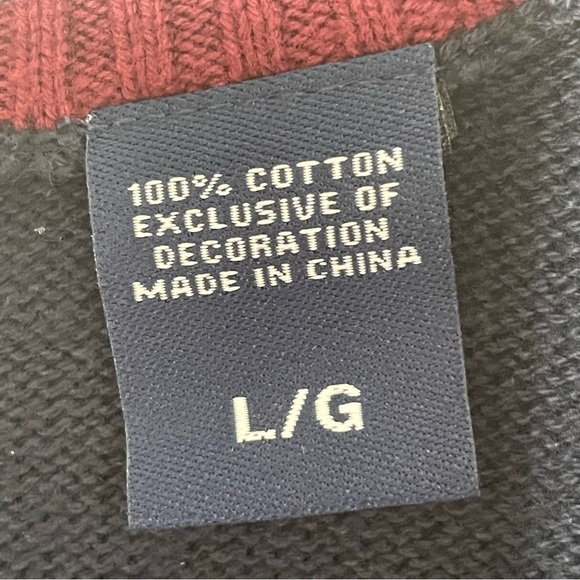 100% COTTON
EXCLUSIVE OF
DECORATION
MADE IN CHINA
L/G